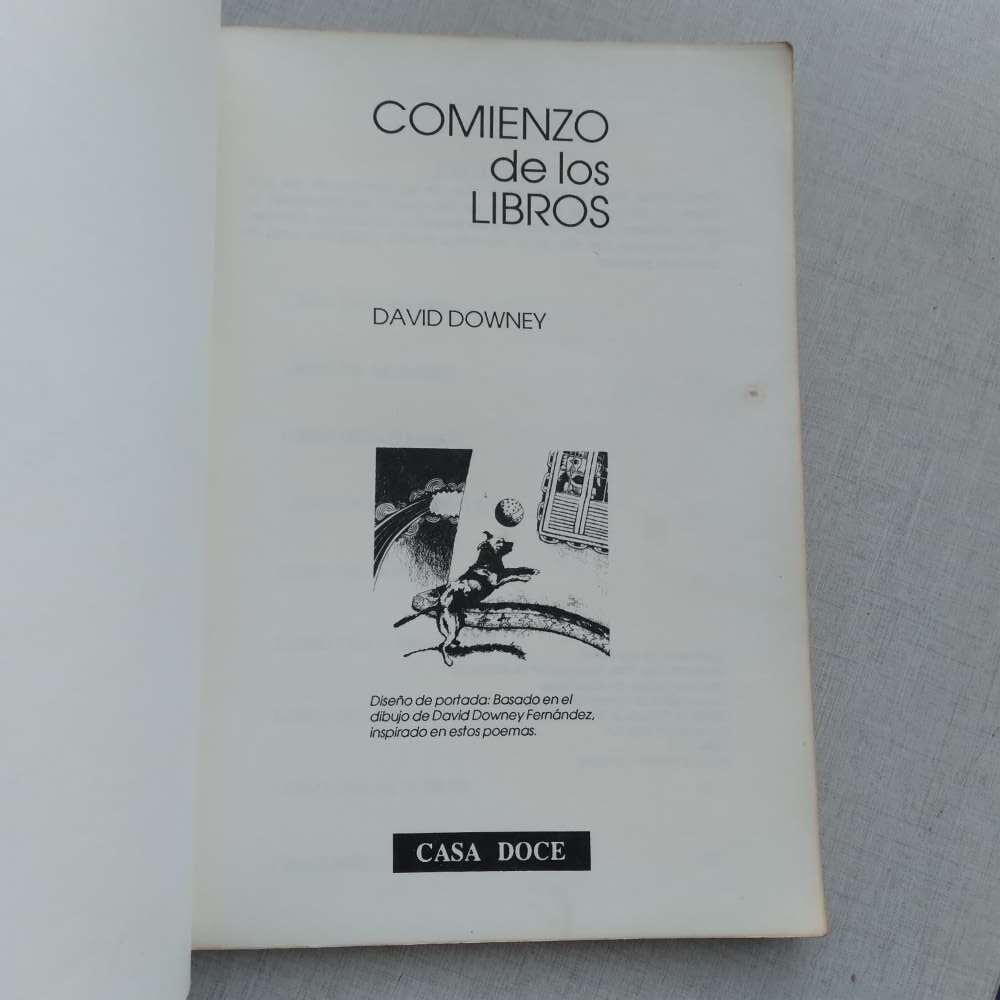 COMIENZO
de los
LIBROS
DAVID DOWNEY
Diseño de portada: Basado en el
dibujo de David Downey Fernández,
inspirado en estos poemas.
CASA DOCE